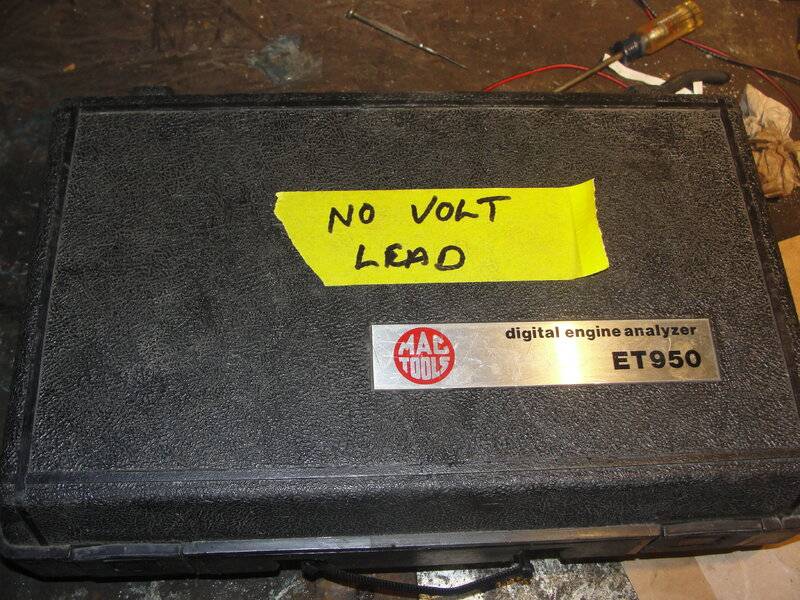 NO VOLT
LEAD
digital engine analyzer
MAC
TOOLS
ET950